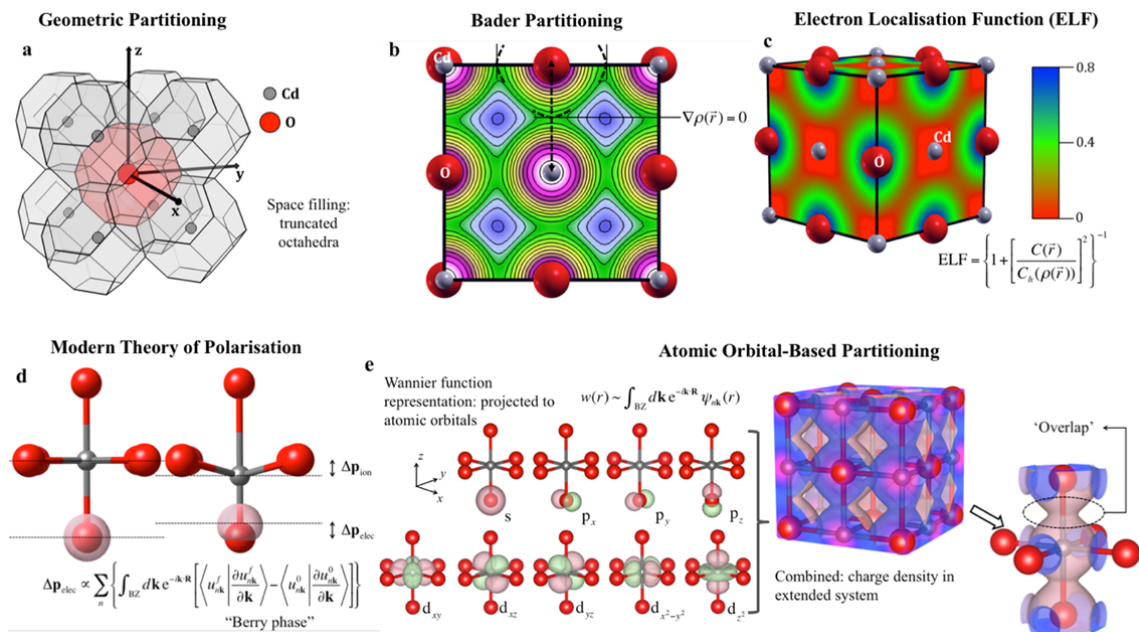 Geometric Partitioning
a
z
Cd
O
y
x
Space filling:
truncated
octahedra
Bader Partitioning
b
Cd
O
∇ρ(r⃗) = 0
Electron Localisation Function (ELF)
c
0.8
0.4
0
Cd
O
ELF = {1 + [C(r⃗) / C_h(ρ(r⃗))]²}⁻¹
Modern Theory of Polarisation
d
Δp_ion
Δp_elec
Δp_elec ∝ Σ_n {∫_BZ dk e^(−ik·R) [⟨u^f_nk | ∂u^f_nk / ∂k⟩ − ⟨u^0_nk | ∂u^0_nk / ∂k⟩]}
“Berry phase”
Atomic Orbital-Based Partitioning
e
Wannier function
representation: projected to
atomic orbitals
w(r) ~ ∫_BZ dk e^(−ik·R) ψ_nk(r)
z
y
x
s
p_x
p_y
p_z
d_xy
d_xz
d_yz
d_x²−y²
d_z²
Combined: charge density in
extended system
‘Overlap’